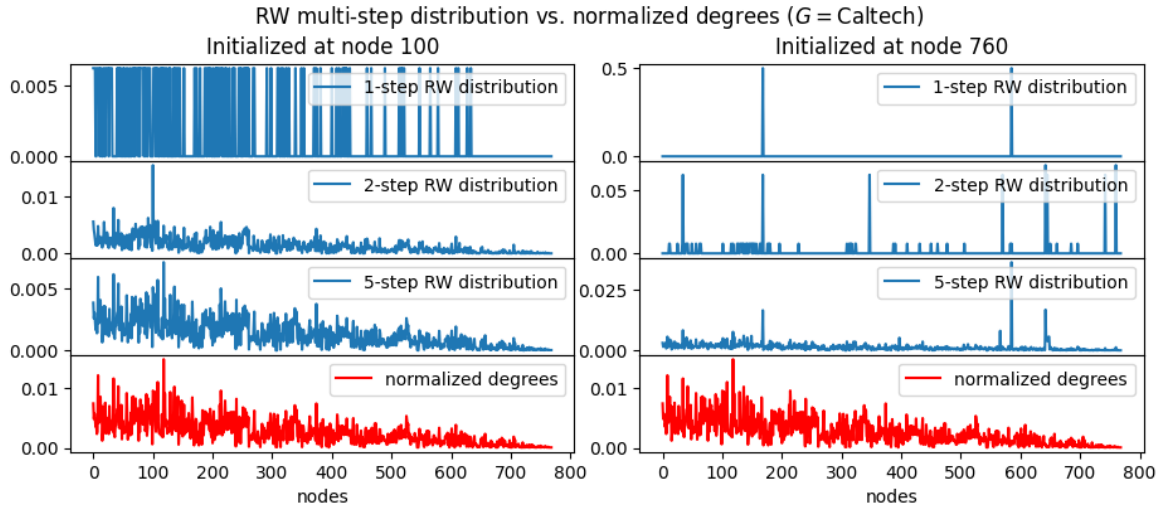 RW multi-step distribution vs. normalized degrees (G = Caltech)
Initialized at node 100
0.005
0.000
1-step RW distribution
0.01
0.00
2-step RW distribution
0.005
0.000
5-step RW distribution
0.01
0.00
normalized degrees
0 100 200 300 400 500 600 700 800
nodes
Initialized at node 760
0.5
0.0
1-step RW distribution
0.05
0.00
2-step RW distribution
0.025
0.000
5-step RW distribution
0.01
0.00
normalized degrees
0 100 200 300 400 500 600 700 800
nodes